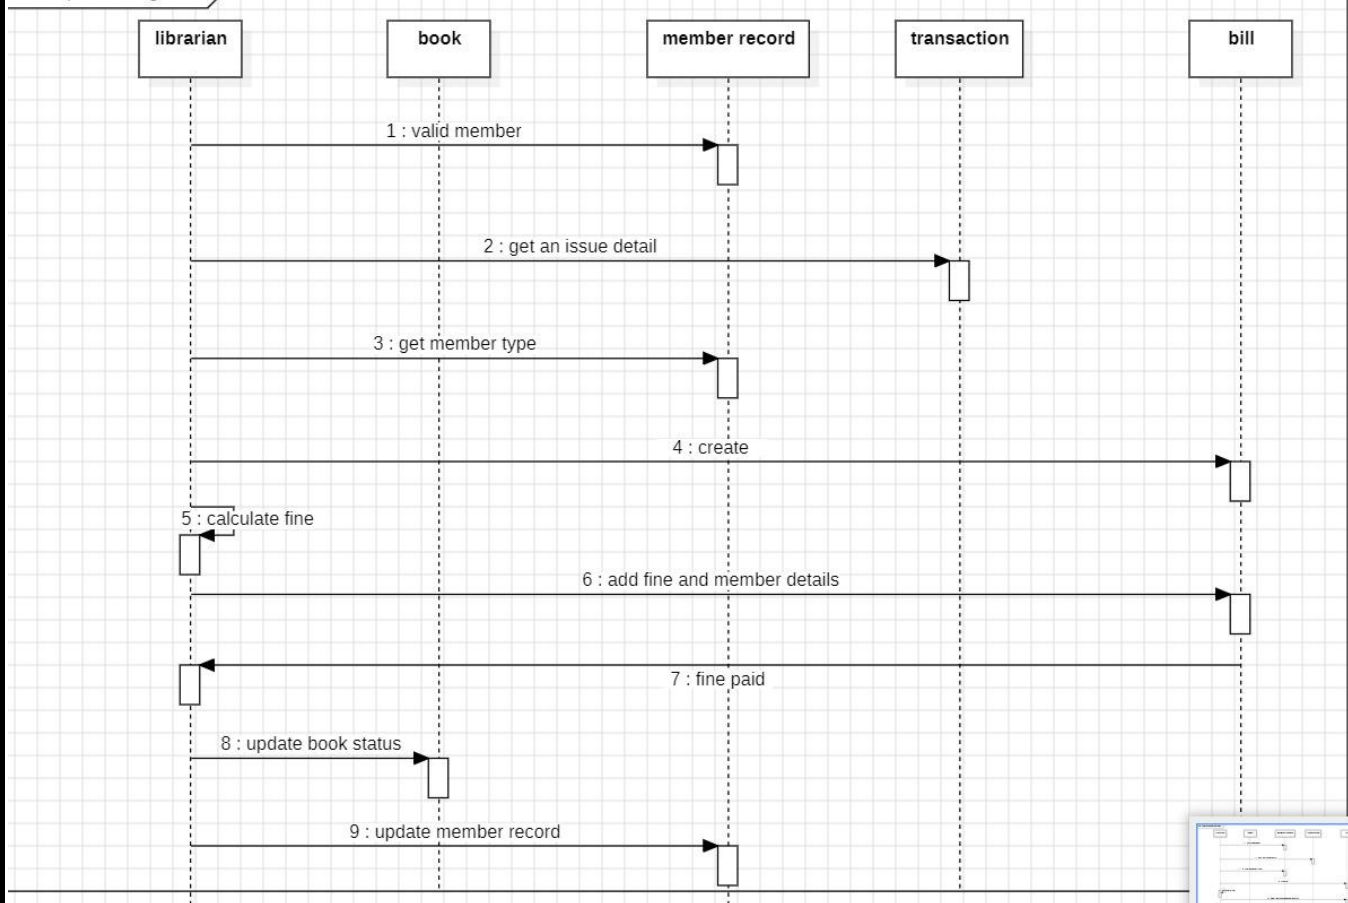 librarian
book
member record
transaction
bill
1 : valid member
2 : get an issue detail
3 : get member type
4 : create
5 : calculate fine
6 : add fine and member details
7 : fine paid
8 : update book status
9 : update member record